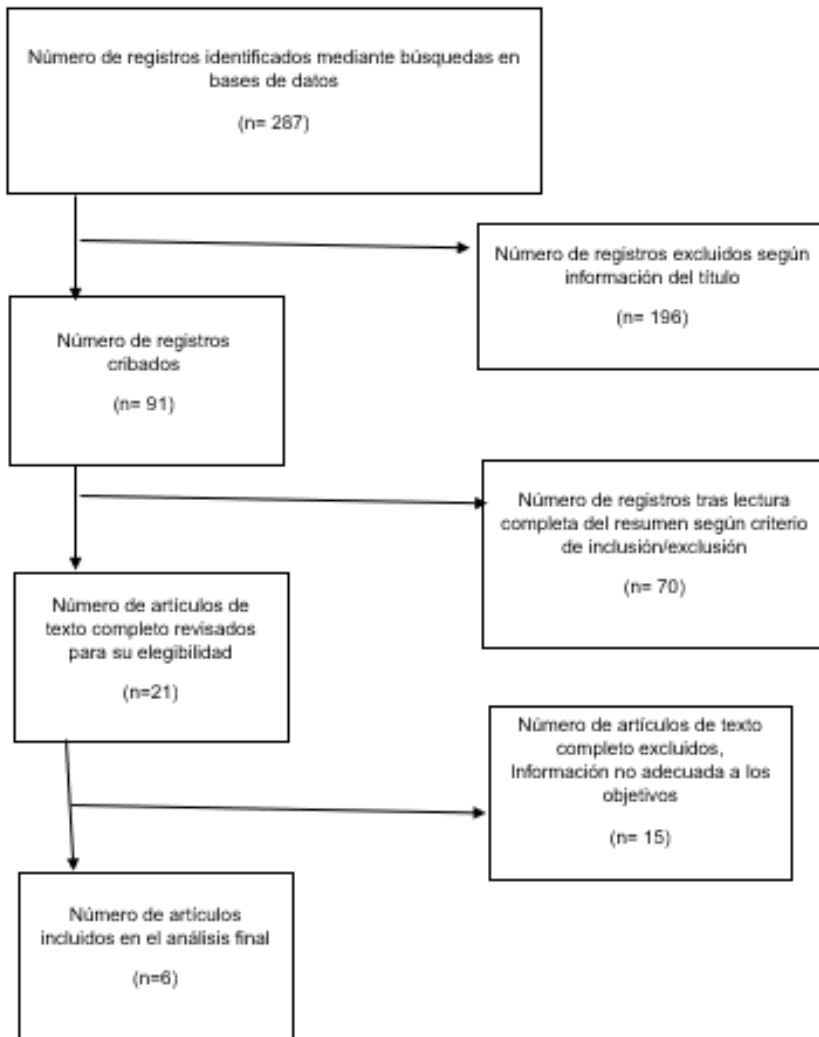 Número de registros identificados mediante búsquedas en
bases de datos
(n= 287)
Número de registros excluidos según
información del título
(n= 196)
Número de registros
cribados
(n= 91)
Número de registros tras lectura
completa del resumen según criterio
de inclusión/exclusión
(n= 70)
Número de artículos de
texto completo revisados
para su elegibilidad
(n=21)
Número de artículos de texto
completo excluidos,
Información no adecuada a los
objetivos
(n= 15)
Número de artículos
incluidos en el análisis final
(n=6)